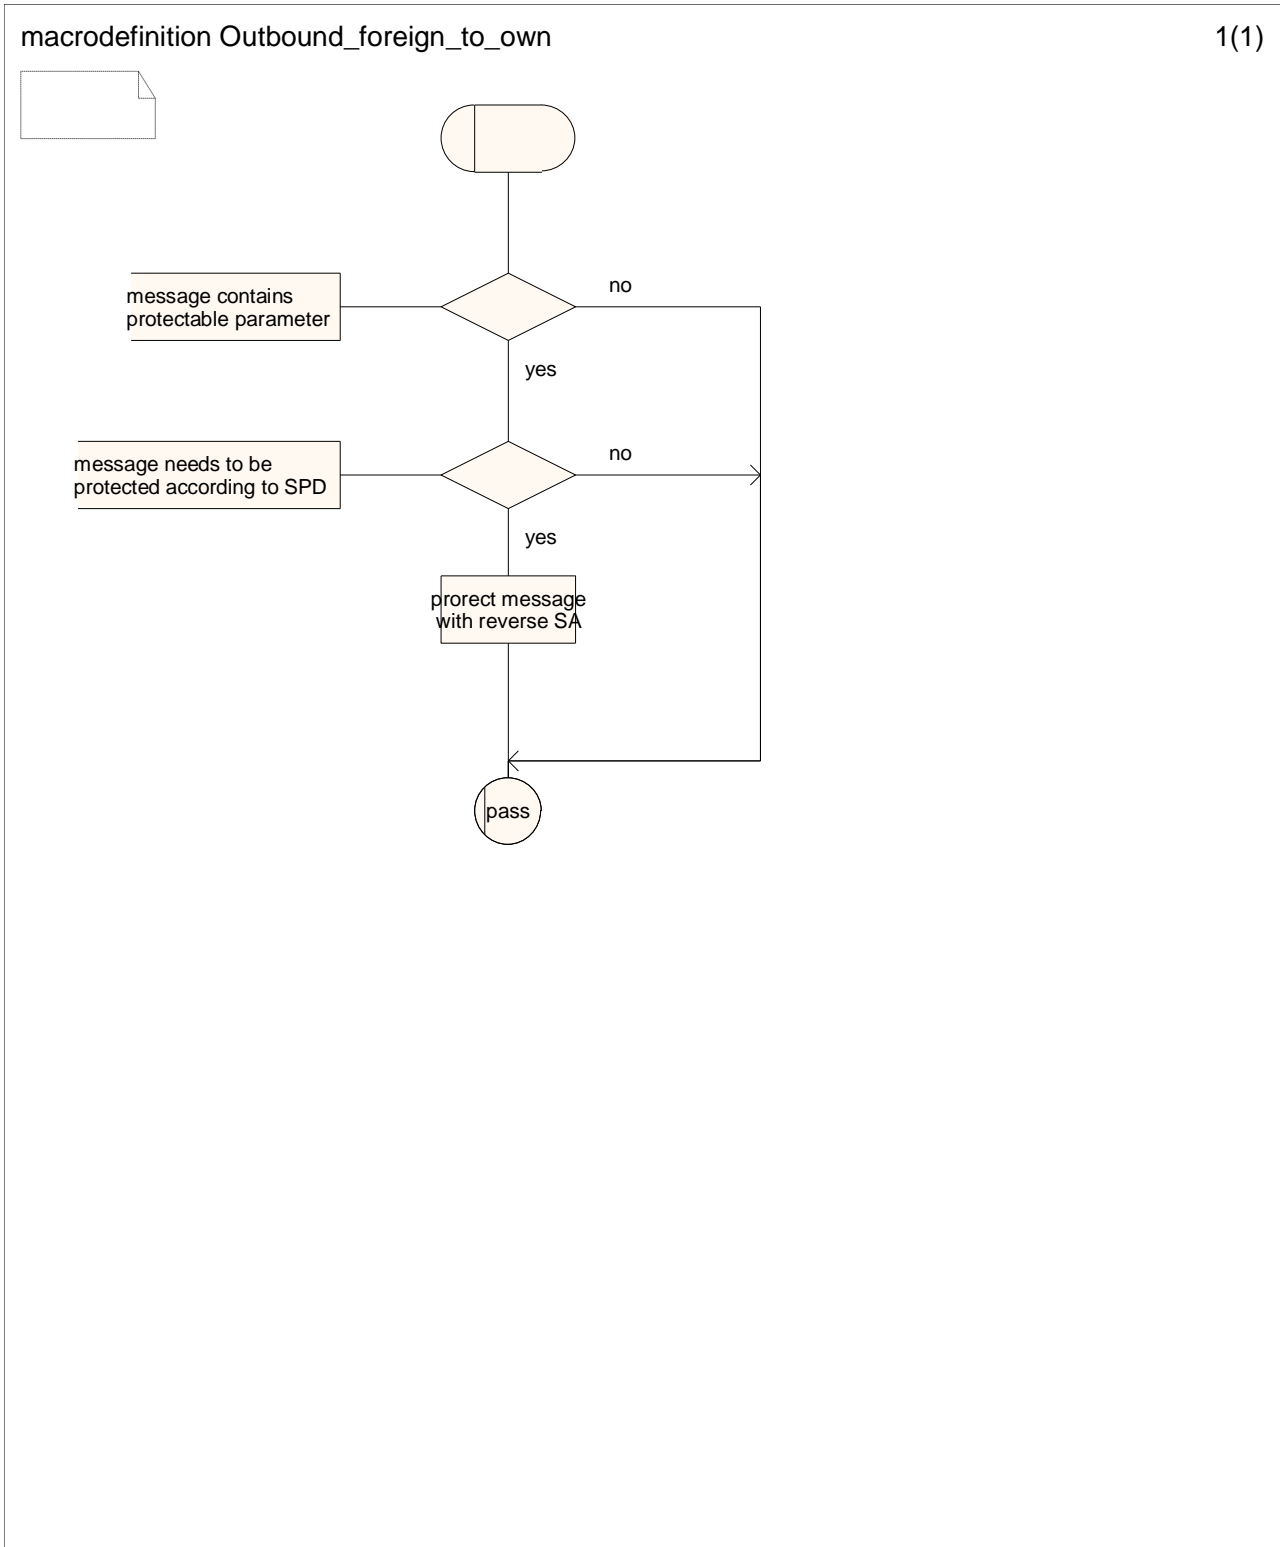 macrodefinition Outbound_foreign_to_own
1(1)
message contains
protectable parameter
no
yes
message needs to be
protected according to SPD
no
yes
prorect message
with reverse SA
pass